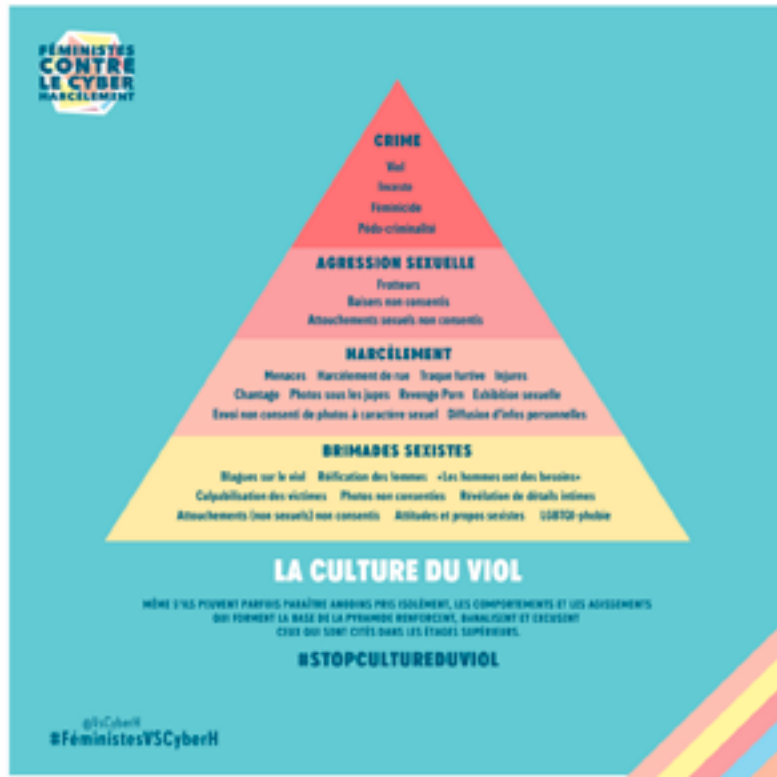 FÉMINISTES
CONTRE
LE CYBER
HARCÈLEMENT
CRIME
Viol
Inceste
Féminicide
Pédo-criminalité
AGRESSION SEXUELLE
Frotteurs
Baisers non consentis
Attouchements sexuels non consentis
HARCÈLEMENT
Menaces Harcèlement de rue Traque furtive Injures
Chantage Photos sous les jupes Revenge Porn Exhibition sexuelle
Envoi non consenti de photos à caractère sexuel Diffusion d'infos personnelles
BRIMADES SEXISTES
Blagues sur le viol Réification des femmes «Les hommes ont des besoins»
Culpabilisation des victimes Photos non consenties Révélation de détails intimes
Attouchements (non sexuels) non consentis Attitudes et propos sexistes LGBTQI-phobie
LA CULTURE DU VIOL
MÊME S'ILS PEUVENT PARFOIS PARAÎTRE ANODINS PRIS ISOLÉMENT, LES COMPORTEMENTS ET LES AGISSEMENTS
QUI FORMENT LA BASE DE LA PYRAMIDE RENFORCENT, BANALISENT ET EXCUSENT
CEUX QUI SONT CITÉS DANS LES ÉTAGES SUPÉRIEURS.
#STOPCULTUREDUVIOL
@VsCyberH
#FéministesVSCyberH